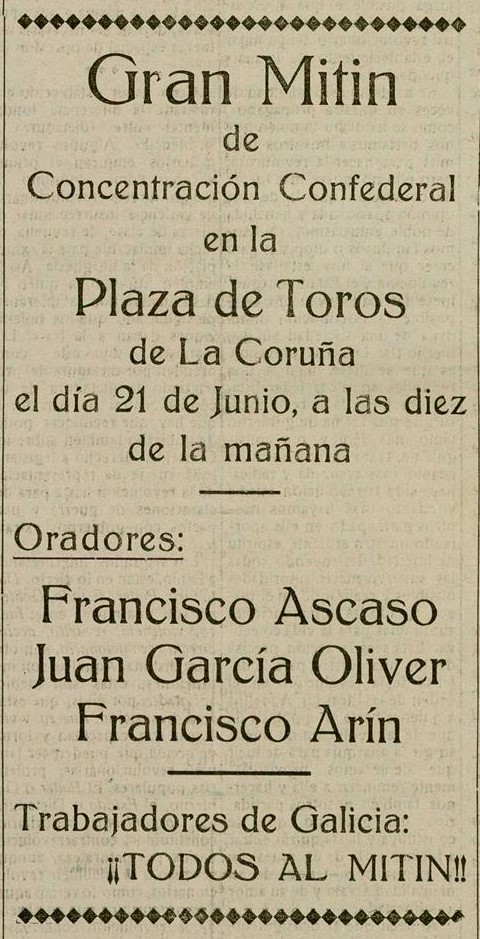 Gran Mitin
de
Concentración Confederal
en la
Plaza de Toros
de La Coruña
el día 21 de Junio, a las diez
de la mañana
Oradores:
Francisco Ascaso
Juan García Oliver
Francisco Arín
Trabajadores de Galicia:
¡¡TODOS AL MITIN!!